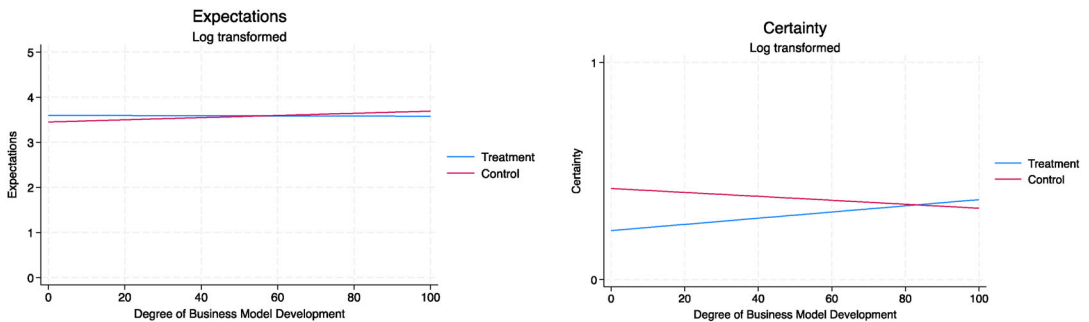 Expectations
Log transformed
5
4
3
2
1
0
Expectations
0 20 40 60 80 100
Degree of Business Model Development
Treatment
Control
Certainty
Log transformed
1
0
Certainty
0 20 40 60 80 100
Degree of Business Model Development
Treatment
Control